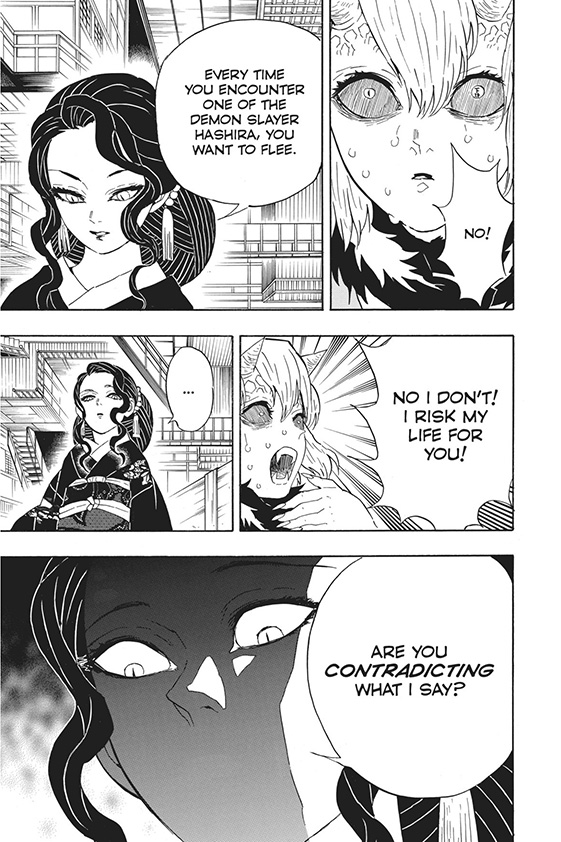 NO!
EVERY TIME
YOU ENCOUNTER
ONE OF THE
DEMON SLAYER
HASHIRA, YOU
WANT TO FLEE.
NO I DON'T!
I RISK MY
LIFE FOR
YOU!
...
ARE YOU
CONTRADICTING
WHAT I SAY?